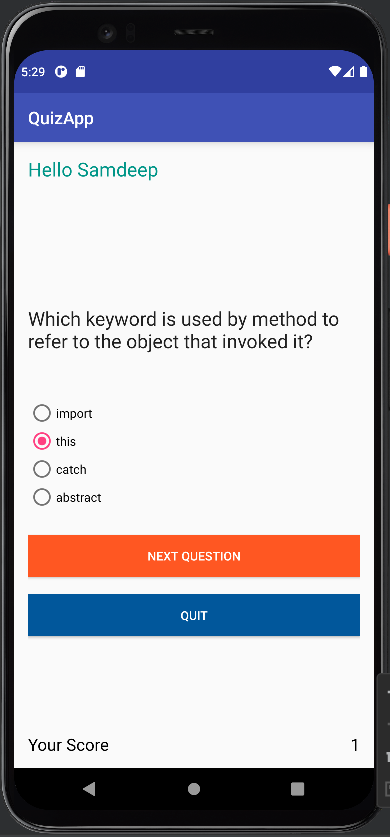 5:29
QuizApp
Hello Samdeep
Which keyword is used by method to
refer to the object that invoked it?
import
this
catch
abstract
NEXT QUESTION
QUIT
Your Score 1